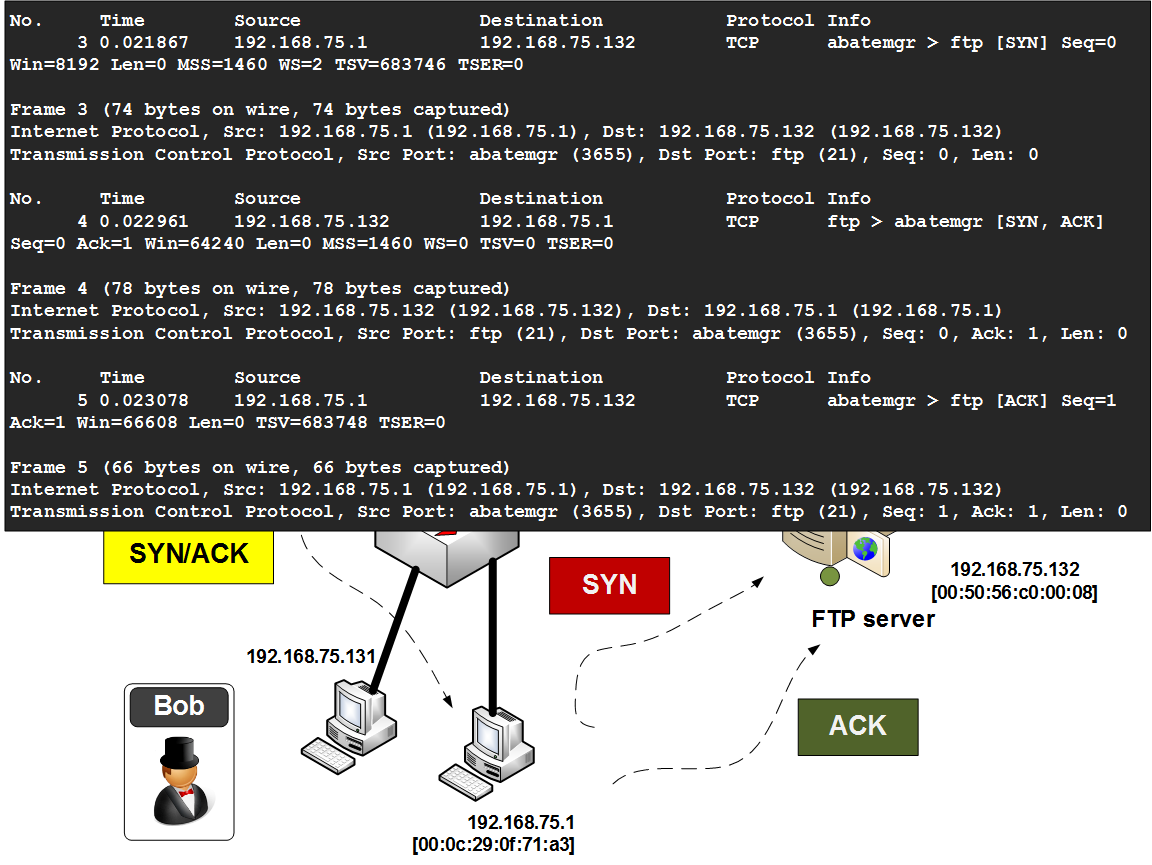 No. Time Source Destination Protocol Info
3 0.021867 192.168.75.1 192.168.75.132 TCP abatemgr > ftp [SYN] Seq=0
Win=8192 Len=0 MSS=1460 WS=2 TSV=683746 TSER=0
Frame 3 (74 bytes on wire, 74 bytes captured)
Internet Protocol, Src: 192.168.75.1 (192.168.75.1), Dst: 192.168.75.132 (192.168.75.132)
Transmission Control Protocol, Src Port: abatemgr (3655), Dst Port: ftp (21), Seq: 0, Len: 0
No. Time Source Destination Protocol Info
4 0.022961 192.168.75.132 192.168.75.1 TCP ftp > abatemgr [SYN, ACK]
Seq=0 Ack=1 Win=64240 Len=0 MSS=1460 WS=0 TSV=0 TSER=0
Frame 4 (78 bytes on wire, 78 bytes captured)
Internet Protocol, Src: 192.168.75.132 (192.168.75.132), Dst: 192.168.75.1 (192.168.75.1)
Transmission Control Protocol, Src Port: ftp (21), Dst Port: abatemgr (3655), Seq: 0, Ack: 1, Len: 0
No. Time Source Destination Protocol Info
5 0.023078 192.168.75.1 192.168.75.132 TCP abatemgr > ftp [ACK] Seq=1
Ack=1 Win=66608 Len=0 TSV=683748 TSER=0
Frame 5 (66 bytes on wire, 66 bytes captured)
Internet Protocol, Src: 192.168.75.1 (192.168.75.1), Dst: 192.168.75.132 (192.168.75.132)
Transmission Control Protocol, Src Port: abatemgr (3655), Dst Port: ftp (21), Seq: 1, Ack: 1, Len: 0
SYN/ACK
SYN
192.168.75.132
[00:50:56:c0:00:08]
FTP server
192.168.75.131
Bob
ACK
192.168.75.1
[00:0c:29:0f:71:a3]